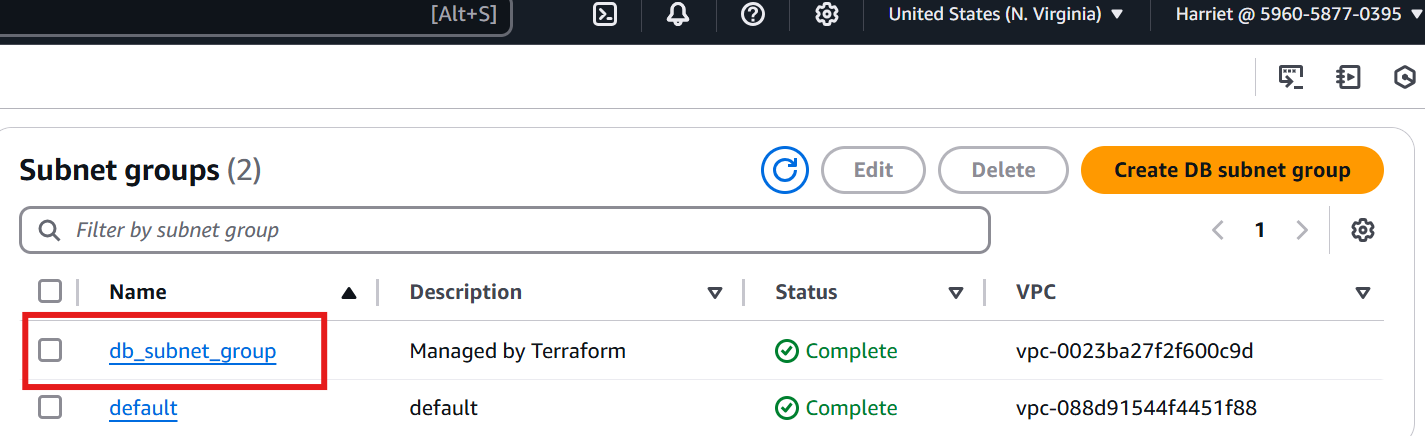 [Alt+S] United States (N. Virginia) Harriet @ 5960-5877-0395
Subnet groups (2) Edit Delete Create DB subnet group
Filter by subnet group 1
Name Description Status VPC
db_subnet_group Managed by Terraform Complete vpc-0023ba27f2f600c9d
default default Complete vpc-088d91544f4451f88